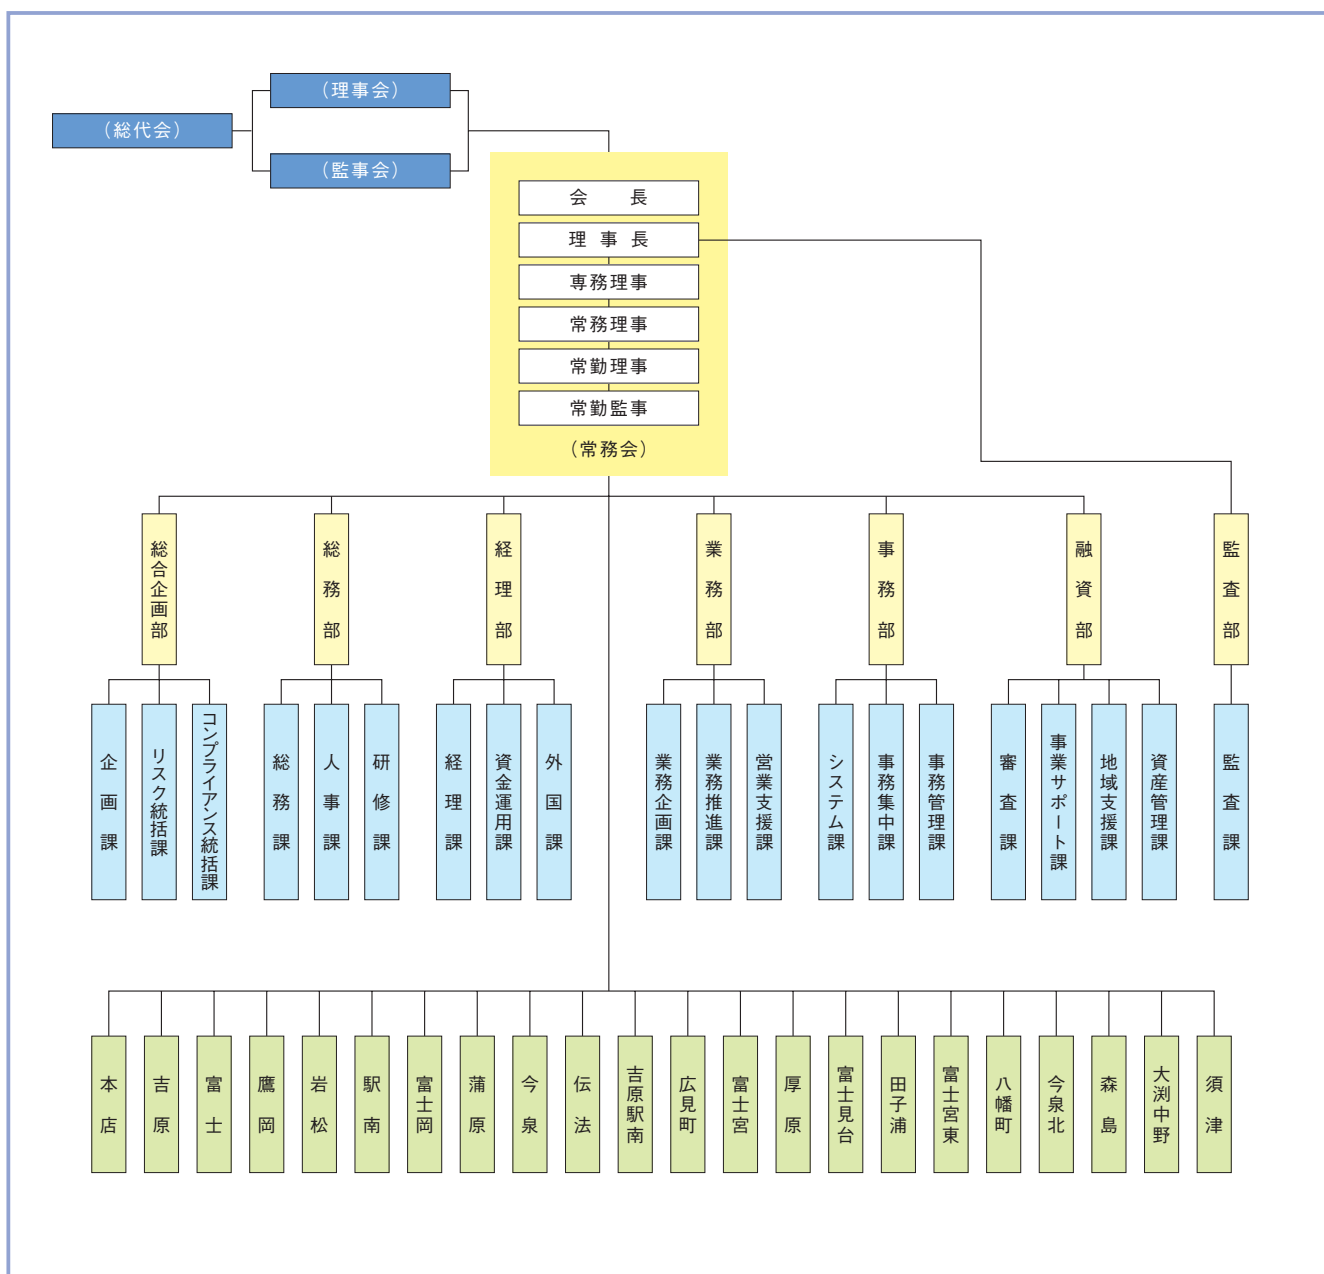 （総代会）
（理事会）
（監事会）
会長
理事長
専務理事
常務理事
常勤理事
常勤監事
（常務会）
総合企画部
総務部
経理部
業務部
事務部
融資部
監査部
企画課
リスク統括課
コンプライアンス統括課
総務課
人事課
研修課
経理課
資金運用課
外国課
業務企画課
業務推進課
営業支援課
システム課
事務集中課
事務管理課
審査課
事業サポート課
地域支援課
資産管理課
監査課
本店
吉原
富士
鷹岡
岩松
駅南
富士岡
蒲原
今泉
伝法
吉原駅南
広見町
富士宮
厚原
富士見台
田子浦
富士宮東
八幡町
今泉北
森島
大渕中野
須津